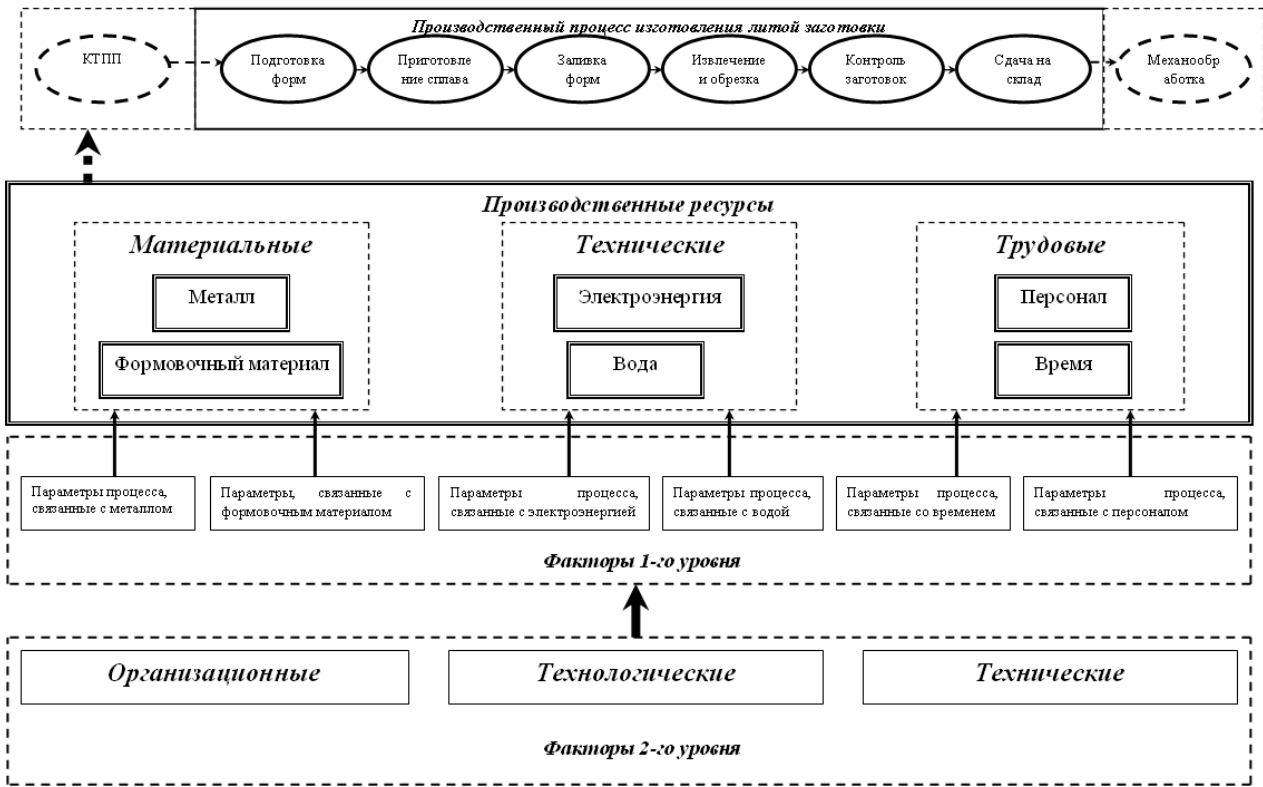 Производственный процесс изготовления литой заготовки
КТПП
Подготовка
форм
Приготовле
ние сплава
Заливка
форм
Извлечение
и обрезка
Контроль
заготовок
Сдача на
склад
Механообр
аботка
Производственные ресурсы
Материальные
Металл
Формовочный материал
Технические
Электроэнергия
Вода
Трудовые
Персонал
Время
Параметры процесса,
связанные с металлом
Параметры, связанные с
формовочным материалом
Параметры процесса,
связанные с электроэнергией
Параметры процесса,
связанные с водой
Параметры процесса,
связанные со временем
Параметры процесса,
связанные с персоналом
Факторы 1-го уровня
Организационные
Технологические
Технические
Факторы 2-го уровня